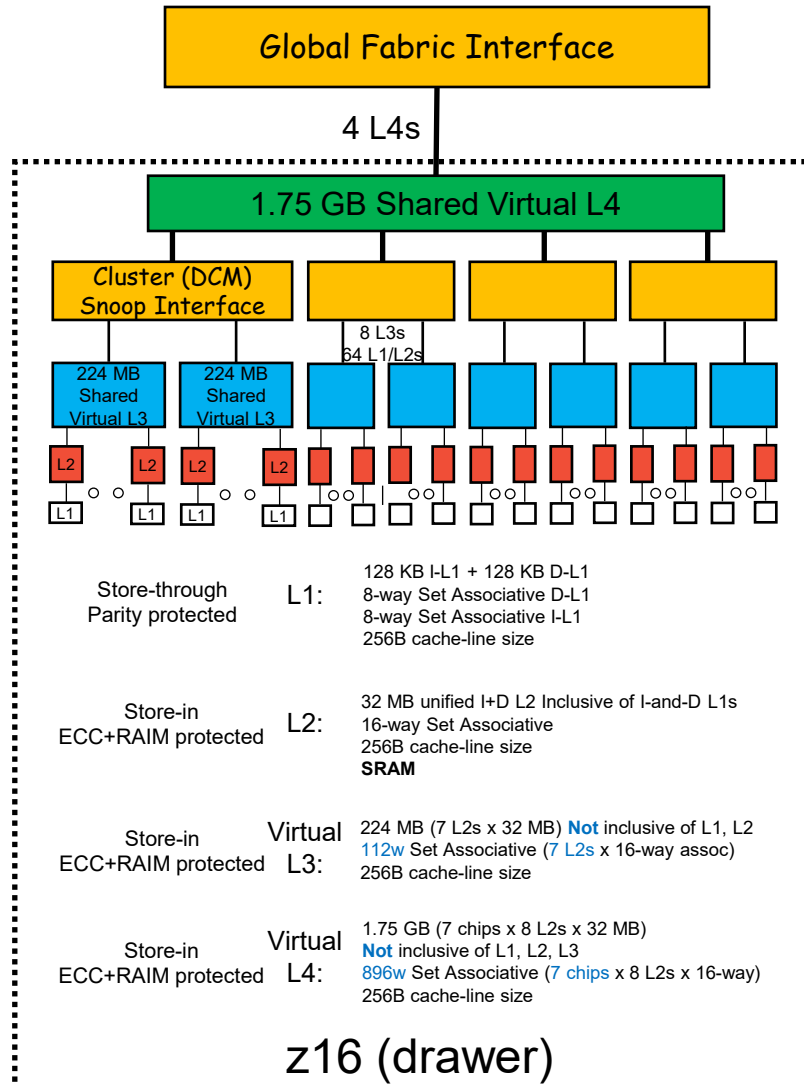 Global Fabric Interface
4 L4s
1.75 GB Shared Virtual L4
Cluster (DCM)
Snoop Interface
8 L3s
64 L1/L2s
224 MB
Shared
Virtual L3
224 MB
Shared
Virtual L3
L2
L2
L2
L2
L1
L1
L1
L1
Store-through
Parity protected
L1:
128 KB I-L1 + 128 KB D-L1
8-way Set Associative D-L1
8-way Set Associative I-L1
256B cache-line size
Store-in
ECC+RAIM protected
L2:
32 MB unified I+D L2 Inclusive of I-and-D L1s
16-way Set Associative
256B cache-line size
SRAM
Store-in
ECC+RAIM protected
Virtual
L3:
224 MB (7 L2s x 32 MB) Not inclusive of L1, L2
112w Set Associative (7 L2s x 16-way assoc)
256B cache-line size
Store-in
ECC+RAIM protected
Virtual
L4:
1.75 GB (7 chips x 8 L2s x 32 MB)
Not inclusive of L1, L2, L3
896w Set Associative (7 chips x 8 L2s x 16-way)
256B cache-line size
z16 (drawer)